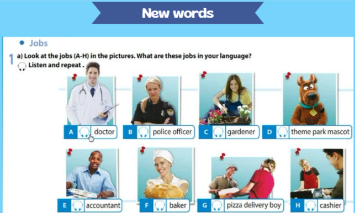 New words
• Jobs
1 a) Look at the jobs (A-H) in the pictures. What are these jobs in your language?
Listen and repeat.
A doctor B police officer C gardener D theme park mascot
E accountant F baker G pizza delivery boy H cashier